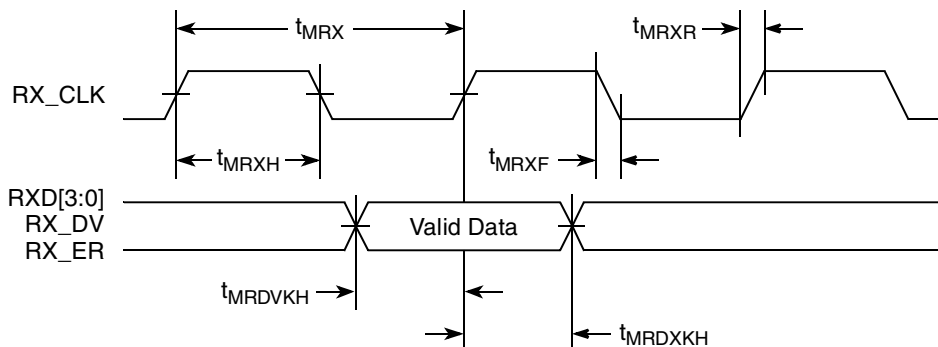 tMRX
tMRXR
RX_CLK
tMRXH
tMRXF
RXD[3:0]
RX_DV
Valid Data
RX_ER
tMRDVKH
tMRDXKH